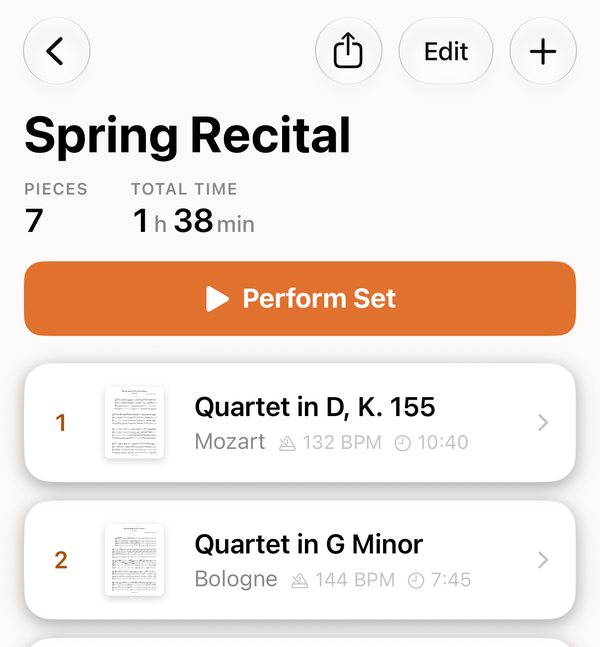 Edit
Spring Recital
PIECES TOTAL TIME
7 1 h 38 min
Perform Set
1
Quartet in D, K. 155
Mozart 132 BPM 10:40
2
Quartet in G Minor
Bologne 144 BPM 7:45